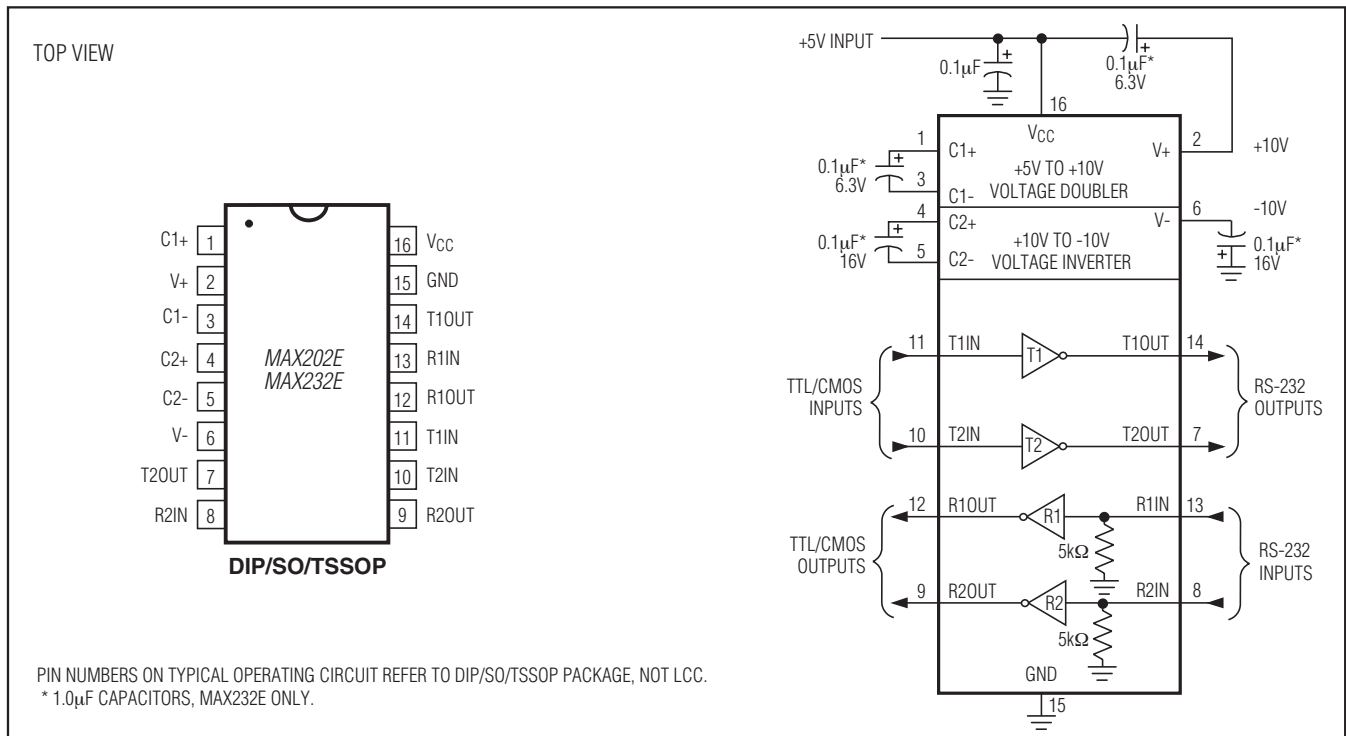 TOP VIEW
C1+ 1
V+ 2
C1- 3
C2+ 4
C2- 5
V- 6
T2OUT 7
R2IN 8
MAX202E
MAX232E
16 VCC
15 GND
14 T1OUT
13 R1IN
12 R1OUT
11 T1IN
10 T2IN
9 R2OUT
DIP/SO/TSSOP
+5V INPUT
0.1μF
+
0.1μF*
6.3V
+
16
VCC
1
C1+
0.1μF*
6.3V
+
3
C1-
+5V TO +10V
VOLTAGE DOUBLER
V+
2
+10V
4
C2+
0.1μF*
16V
+
5
C2-
+10V TO -10V
VOLTAGE INVERTER
V-
6
-10V
0.1μF*
16V
+
TTL/CMOS
INPUTS
11 T1IN T1 T1OUT 14
10 T2IN T2 T2OUT 7
RS-232
OUTPUTS
TTL/CMOS
OUTPUTS
12 R1OUT R1 R1IN 13
5kΩ
9 R2OUT R2 R2IN 8
5kΩ
RS-232
INPUTS
GND
15
PIN NUMBERS ON TYPICAL OPERATING CIRCUIT REFER TO DIP/SO/TSSOP PACKAGE, NOT LCC.
* 1.0μF CAPACITORS, MAX232E ONLY.